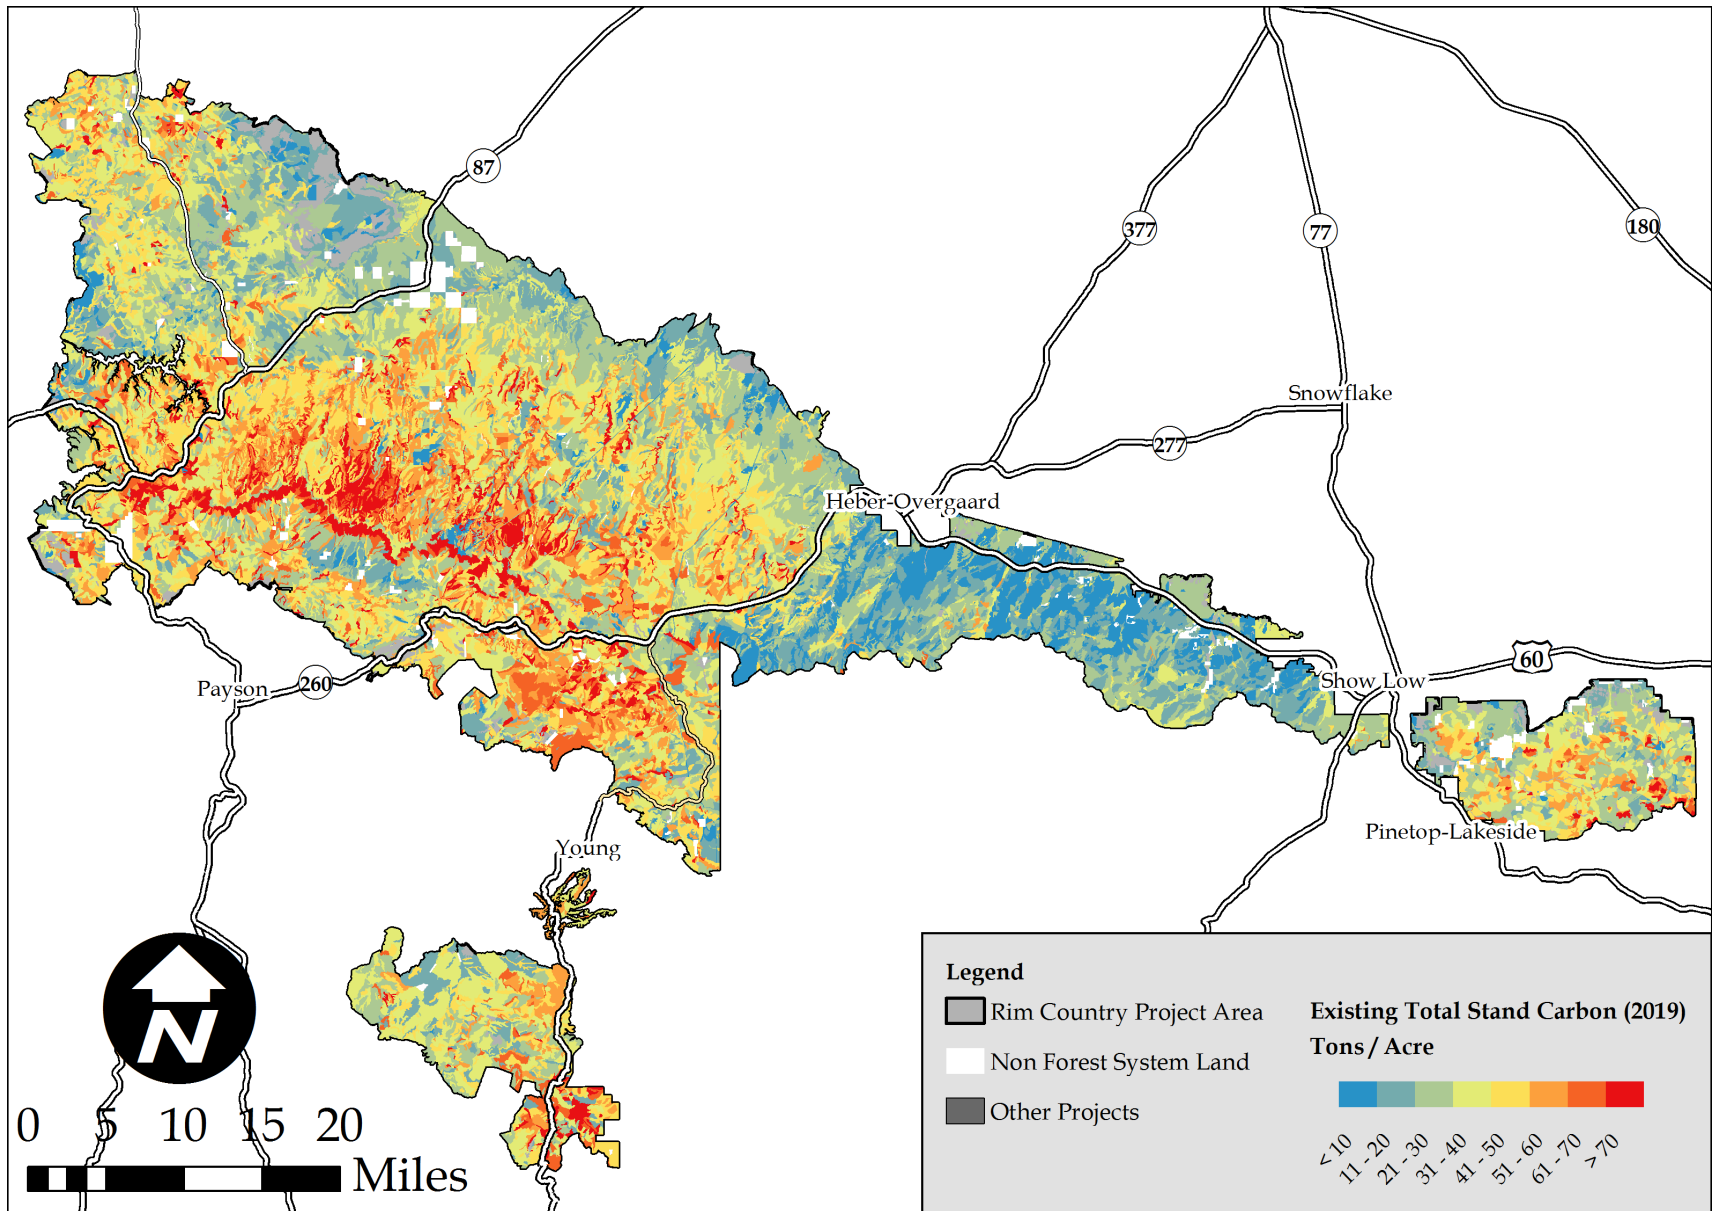 87
377
77
180
Snowflake
277
Heber-Overgaard
60
Show Low
Payson
260
Pinetop-Lakeside
Young
N
0 5 10 15 20
Miles
Legend
Rim Country Project Area
Non Forest System Land
Other Projects
Existing Total Stand Carbon (2019)
Tons / Acre
< 10
11 - 20
21 - 30
31 - 40
41 - 50
51 - 60
61 - 70
> 70